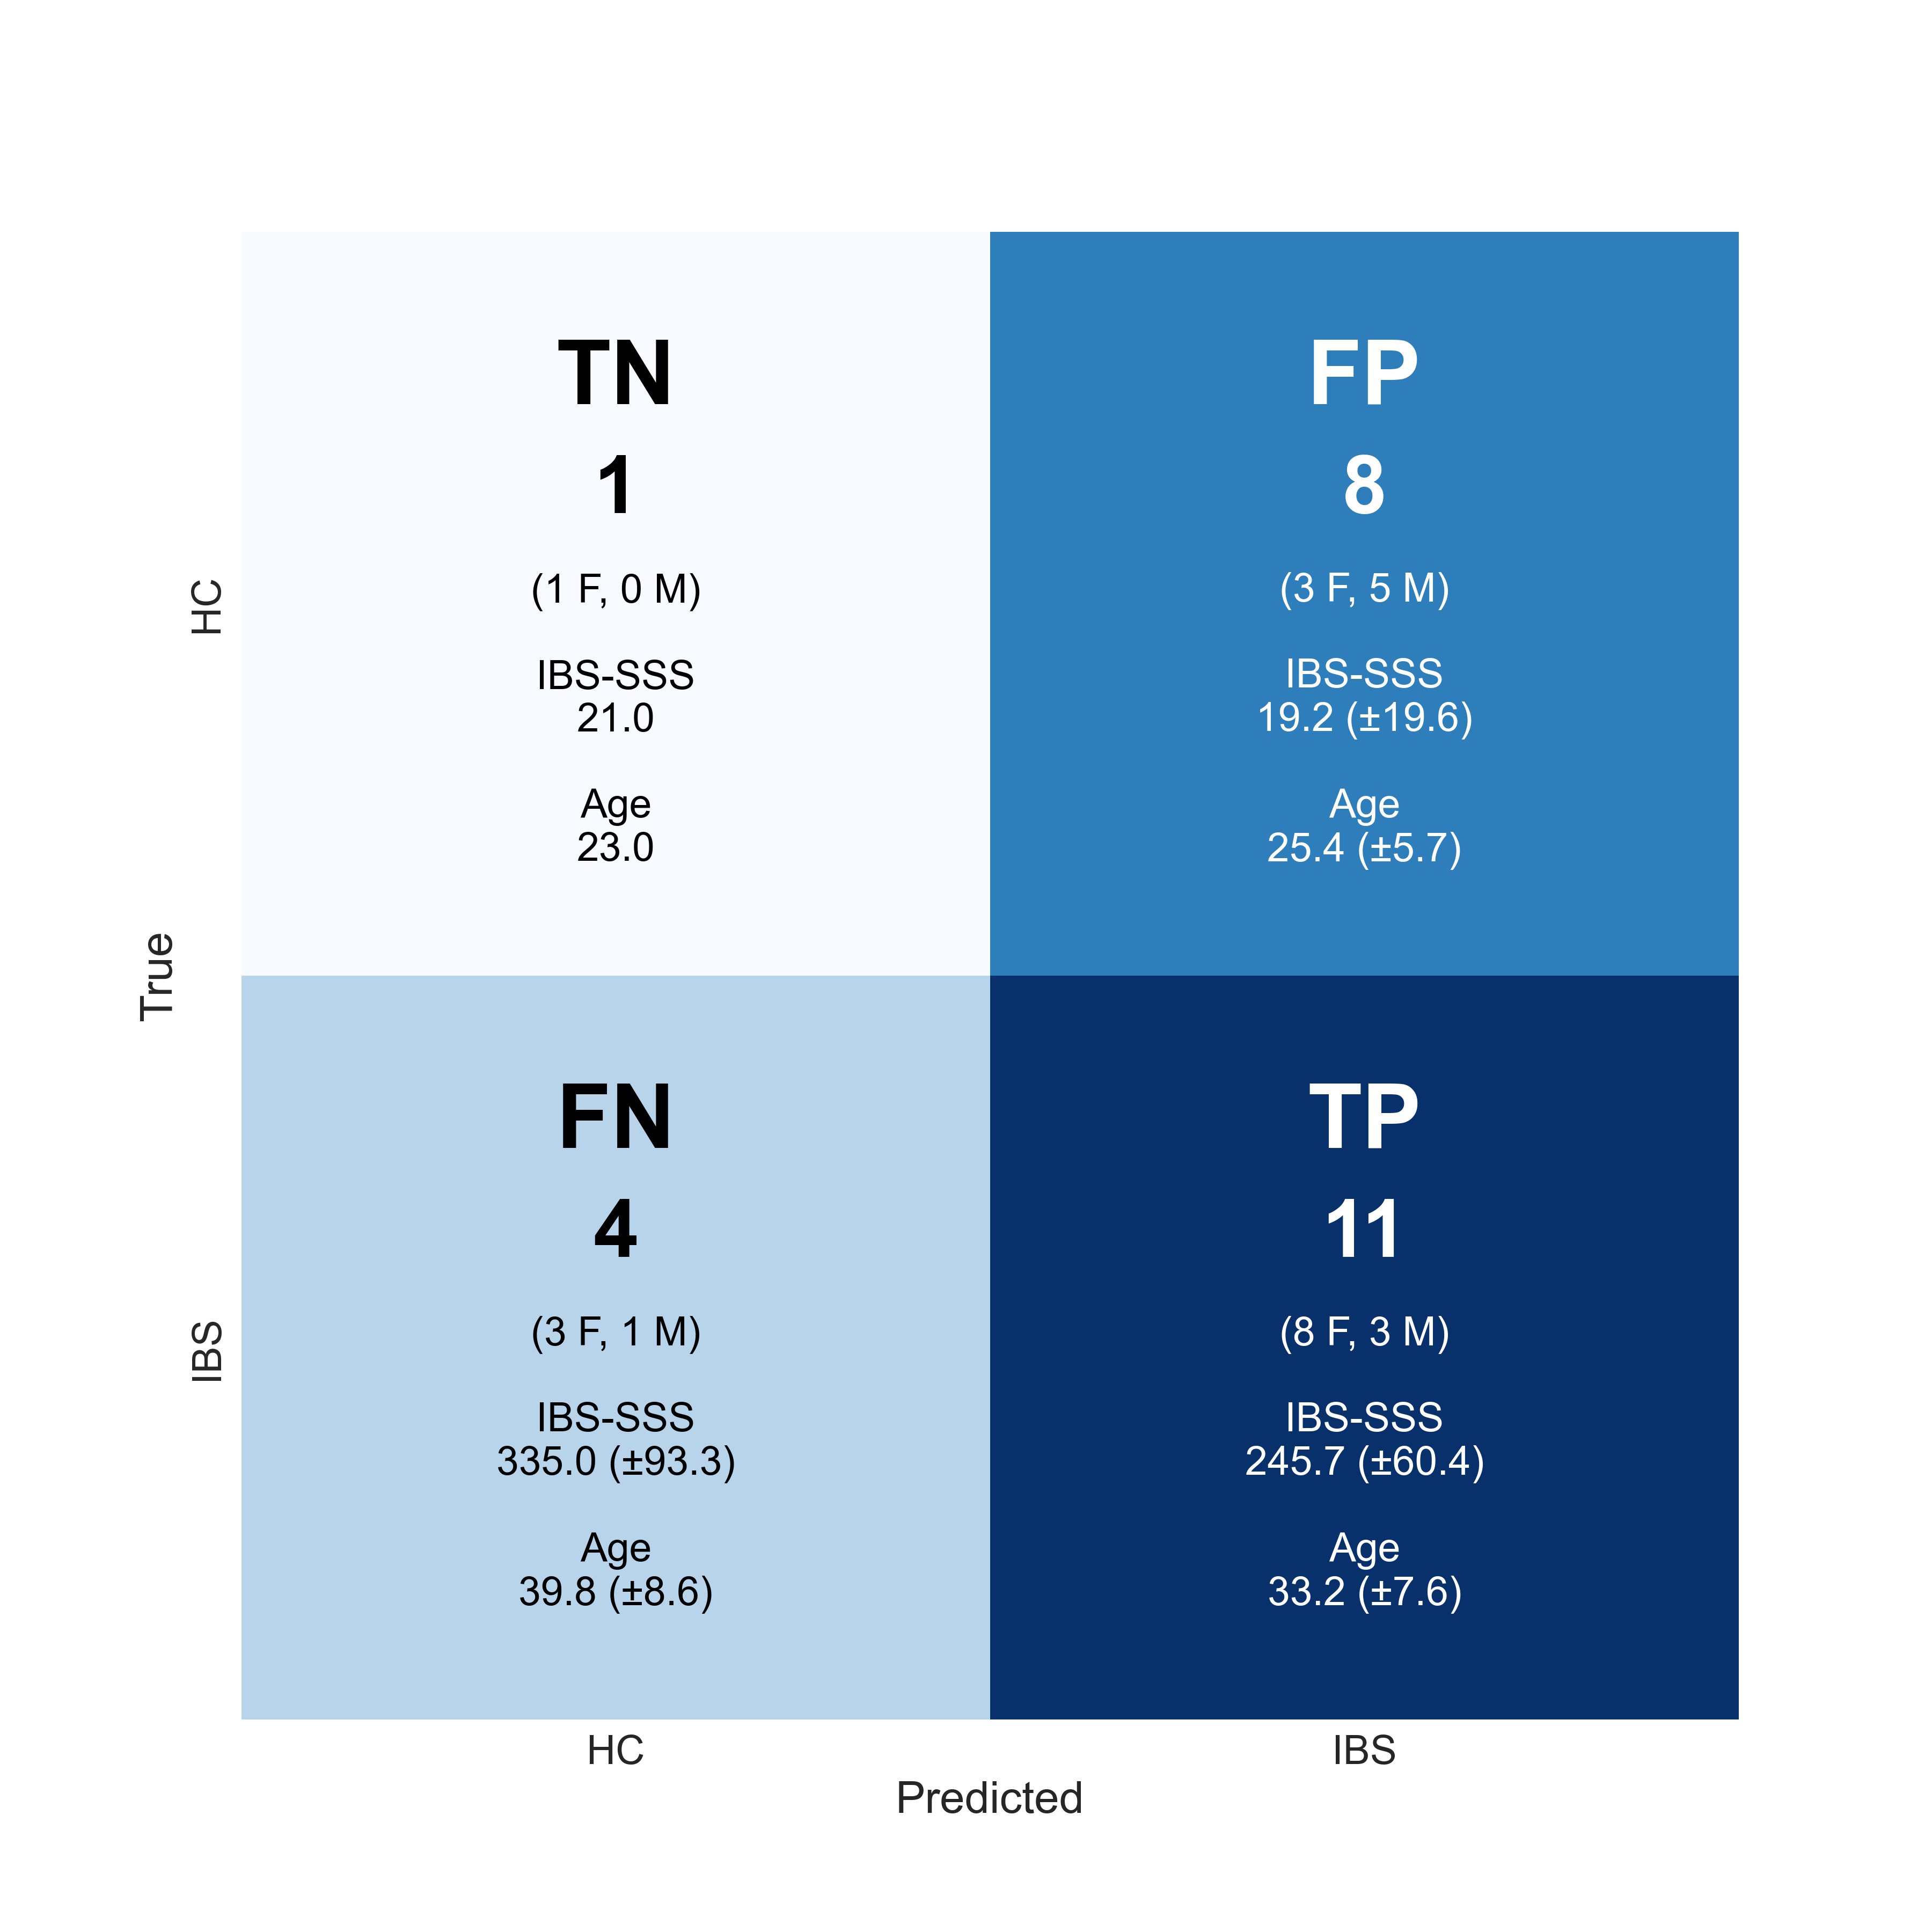 TN
1
(1 F, 0 M)
IBS-SSS
21.0
Age
23.0
FP
8
(3 F, 5 M)
IBS-SSS
19.2 (±19.6)
Age
25.4 (±5.7)
HC
True
FN
4
(3 F, 1 M)
IBS-SSS
335.0 (±93.3)
Age
39.8 (±8.6)
TP
11
(8 F, 3 M)
IBS-SSS
245.7 (±60.4)
Age
33.2 (±7.6)
IBS
HC
IBS
Predicted